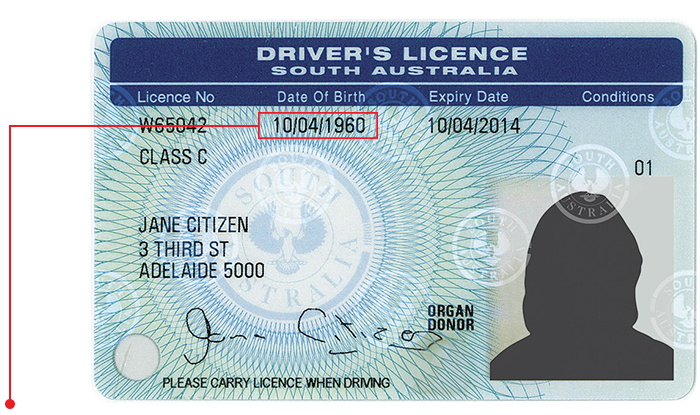 DRIVER'S LICENCE
SOUTH AUSTRALIA
Licence No Date Of Birth Expiry Date Conditions
W65042 10/04/1960 10/04/2014
CLASS C
01
JANE CITIZEN
3 THIRD ST
ADELAIDE 5000
SOUTH AUSTRALIA
SOUTH AUSTRALIA
Jane Citizen
ORGAN
DONOR
PLEASE CARRY LICENCE WHEN DRIVING